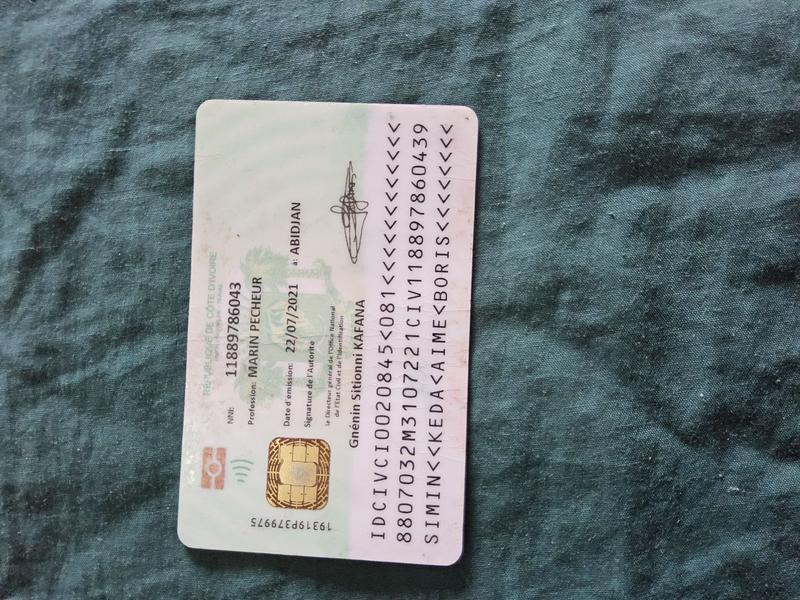 RÉPUBLIQUE DE CÔTE D'IVOIRE
NNI: 11889786043
Profession: MARIN PECHEUR
Date d'émission: 22/07/2021 à: ABIDJAN
Signature de l'Autorité
le Directeur général de l'Office National
de l'Etat Civil et de l'Identification
Gnénin Sitionni KAFANA
19319P379975
IDCIVCI0020845<081<<<<<<<<<<<<
8807032M3107221CIV118897860439
SIMIN<<KEDA<AIME<BORIS<<<<<<<<